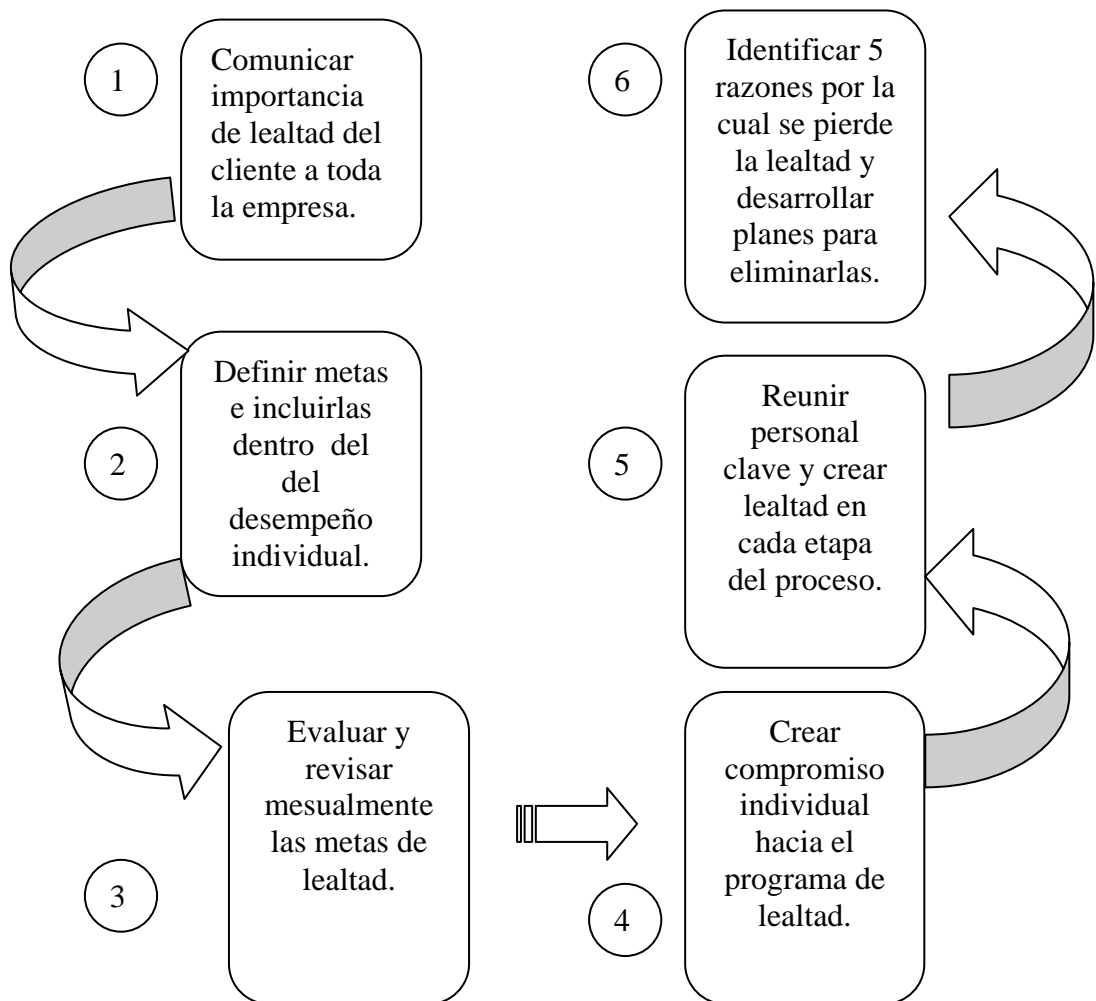 1
Comunicar
importancia
de lealtad del
cliente a toda
la empresa.
2
Definir metas
e incluirlas
dentro  del
del
desempeño
individual.
3
Evaluar y
revisar
mesualmente
las metas de
lealtad.
4
Crear
compromiso
individual
hacia el
programa de
lealtad.
5
Reunir
personal
clave y crear
lealtad en
cada etapa
del proceso.
6
Identificar 5
razones por la
cual se pierde
la lealtad y
desarrollar
planes para
eliminarlas.